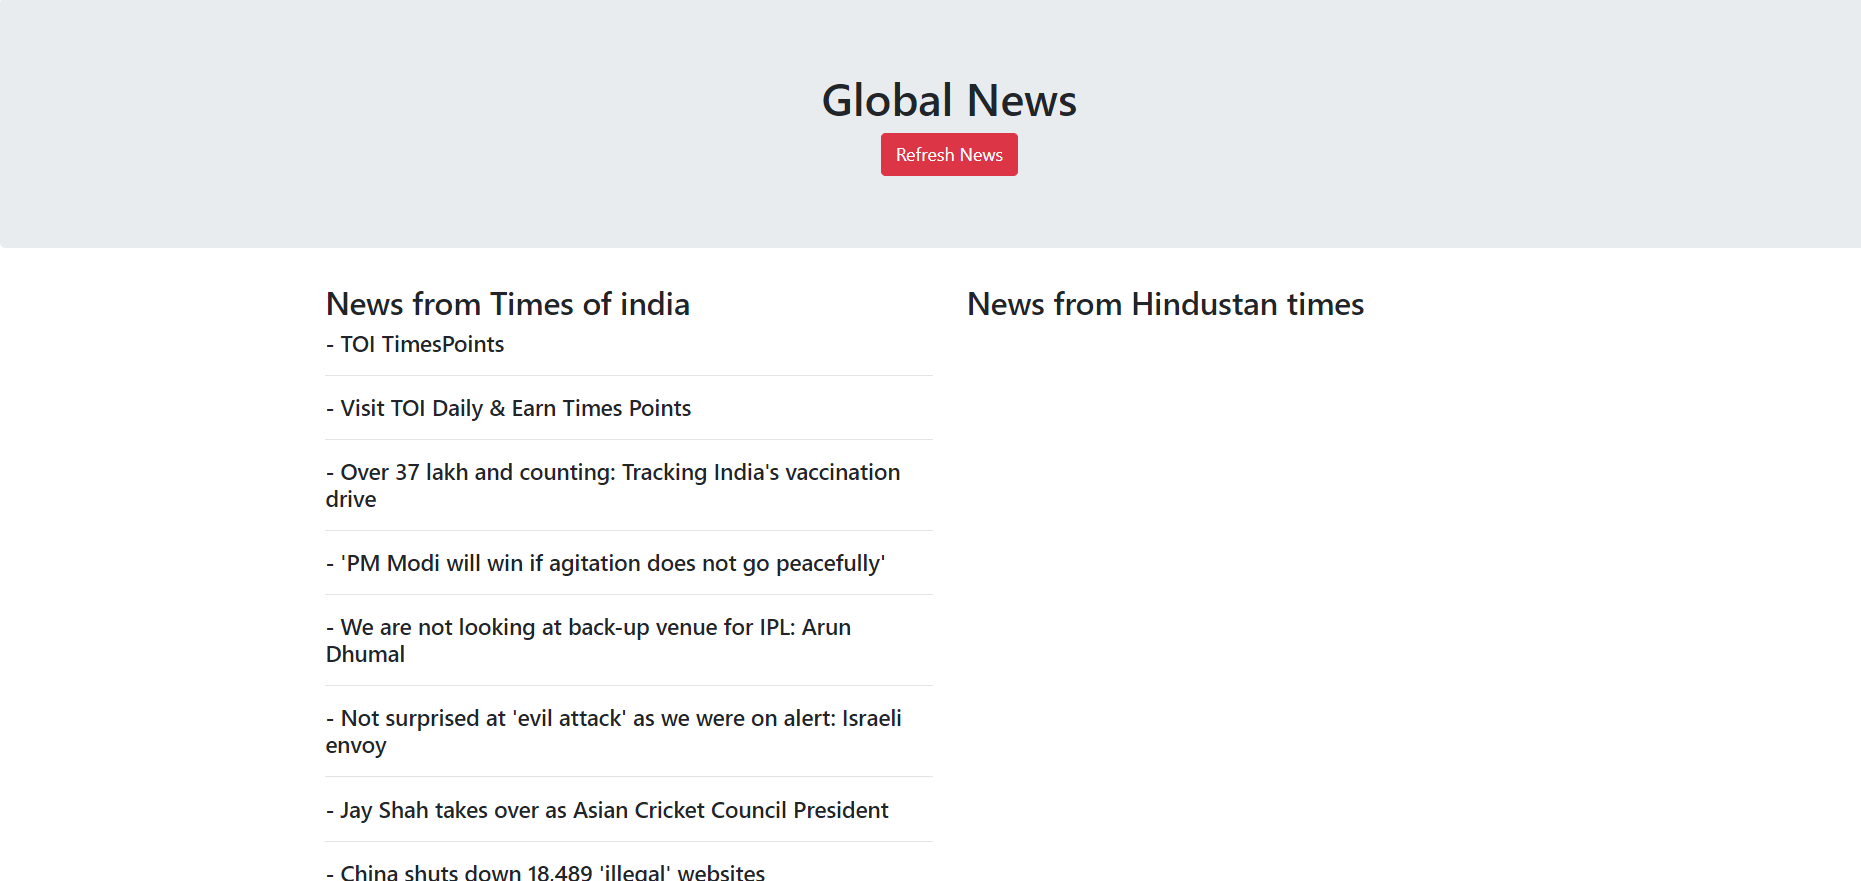 Global News
Refresh News
News from Times of india
- TOI TimesPoints
- Visit TOI Daily & Earn Times Points
- Over 37 lakh and counting: Tracking India's vaccination
drive
- 'PM Modi will win if agitation does not go peacefully'
- We are not looking at back-up venue for IPL: Arun
Dhumal
- Not surprised at 'evil attack' as we were on alert: Israeli
envoy
- Jay Shah takes over as Asian Cricket Council President
- China shuts down 18,489 'illegal' websites
News from Hindustan times